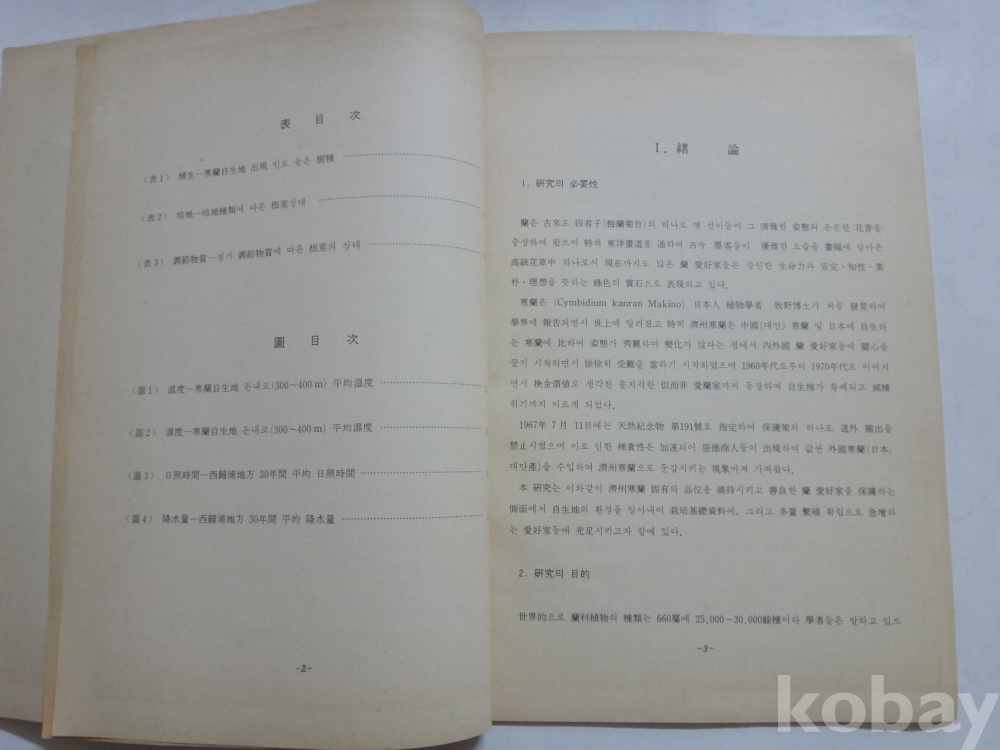 表 目 次
〈表1〉 植生－寒蘭自生地 出現 빈도 높은 樹種
〈表2〉 培地－培地種類에 따른 根葉상태
〈表3〉 調節物質－첨가 調節物質에 따른 根葉의 상태
圖 目 次
〈圖1〉 溫度－寒蘭自生地 돈내로(300～400m) 平均溫度
〈圖2〉 濕度－寒蘭自生地 돈내로(300～400m) 平均濕度
〈圖3〉 日照時間－西歸浦地方 30年間 平均 日照時間
〈圖4〉 降水量－西歸浦地方 30年間 平均 降水量
-2-
I. 緖 論
1. 硏究의 必要性
蘭은 古來로 四君子(梅蘭菊竹)의 하나로 옛 선비들이 그 清雅한 姿態와 은은한 花香을
숭상하여 왔으며 特히 東洋畫道을 通하여 古今 墨客들이 優雅한 모습을 畫幅에 담아온
高級花草中 하나로서 現在까지도 많은 蘭 愛好家들은 강인한 生命力과 安定·知性·素
朴·理想을 뜻하는 綠色의 寶石으로 表現하고 있다.
寒蘭은 (Cymbidium kanran Makino) 日本人 植物學者 牧野博士가 처음 發見하여
學界에 報告되면서 世上에 알려졌고 特히 濟州寒蘭은 中國(대만) 寒蘭 및 日本에 自生하
는 寒蘭에 比하여 姿態가 秀麗하며 變化가 많다는 점에서 內外國 蘭 愛好家들에 關心을
끌기 시작하면서 徐徐히 受難을 當하기 시작하였으며 1960年代로부터 1970年代로 이어지
면서 換金價値로 생각한 몰지각한 似而非 愛蘭家까지 등장하여 自生地가 황폐되고 減種
위기까지 이르게 되었다.
1967年 7月 11日에는 天然紀念物 第191號로 指定하여 保護策의 하나로 道外 搬出을
禁止시켰으며 이로 인한 稀貴性은 加速되어 惡德商人들이 出現하여 값싼 外國寒蘭(日本,
대만産)을 수입하여 濟州寒蘭으로 둔갑시키는 現象마저 가져왔다.
本 硏究는 이와같이 濟州寒蘭 固有의 品位을 維持시키고 善良한 蘭 愛好家을 保護하는
側面에서 自生地의 환경을 알아내어 栽培基礎資料에, 그리고 多量 繁殖 확립으로 急增하
는 愛好家들에 充足시키고자 함에 있다.
2. 硏究의 目的
世界的으로 蘭科植物의 種類는 660屬에 25,000～30,000餘種이라 學者들은 말하고 있으
-3-
kobay